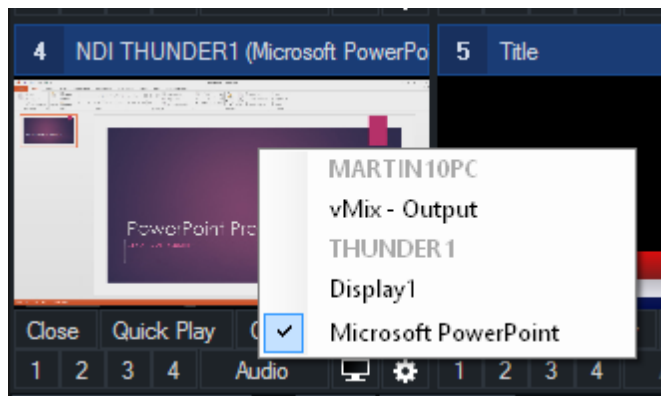 4 NDI THUNDER1 (Microsoft PowerPo
5 Title
MARTIN10PC
vMix - Output
THUNDER1
Display1
Microsoft PowerPoint
PowerPoint Pre
Close Quick Play
1 2 3 4 Audio
1 2 3 4